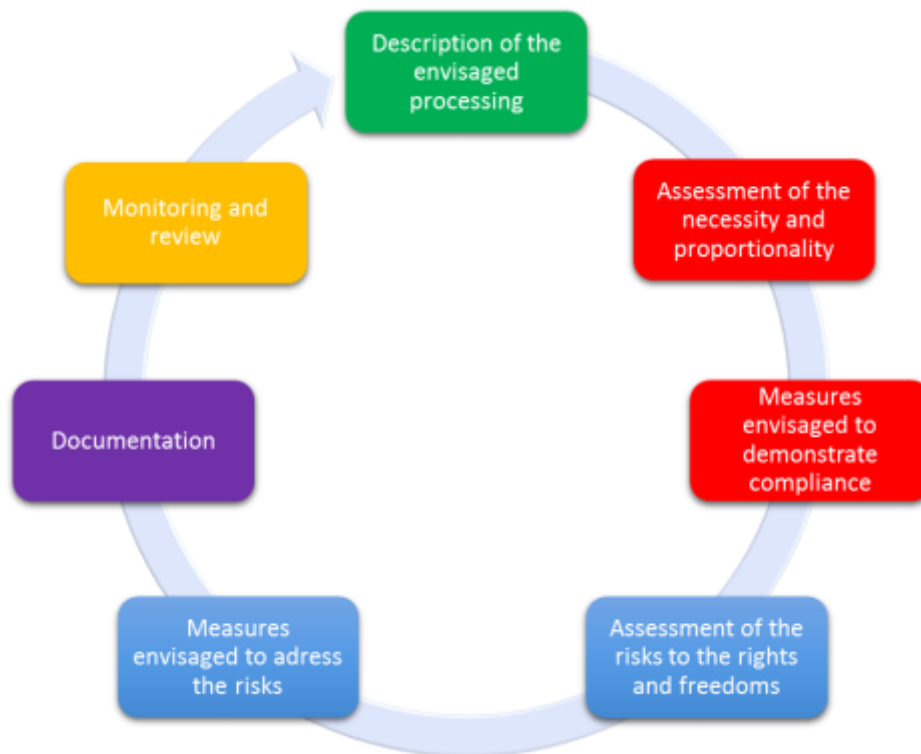 Description of the
envisaged
processing
Assessment of the
necessity and
proportionality
Measures
envisaged to
demonstrate
compliance
Assessment of the
risks to the rights
and freedoms
Measures
envisaged to adress
the risks
Documentation
Monitoring and
review